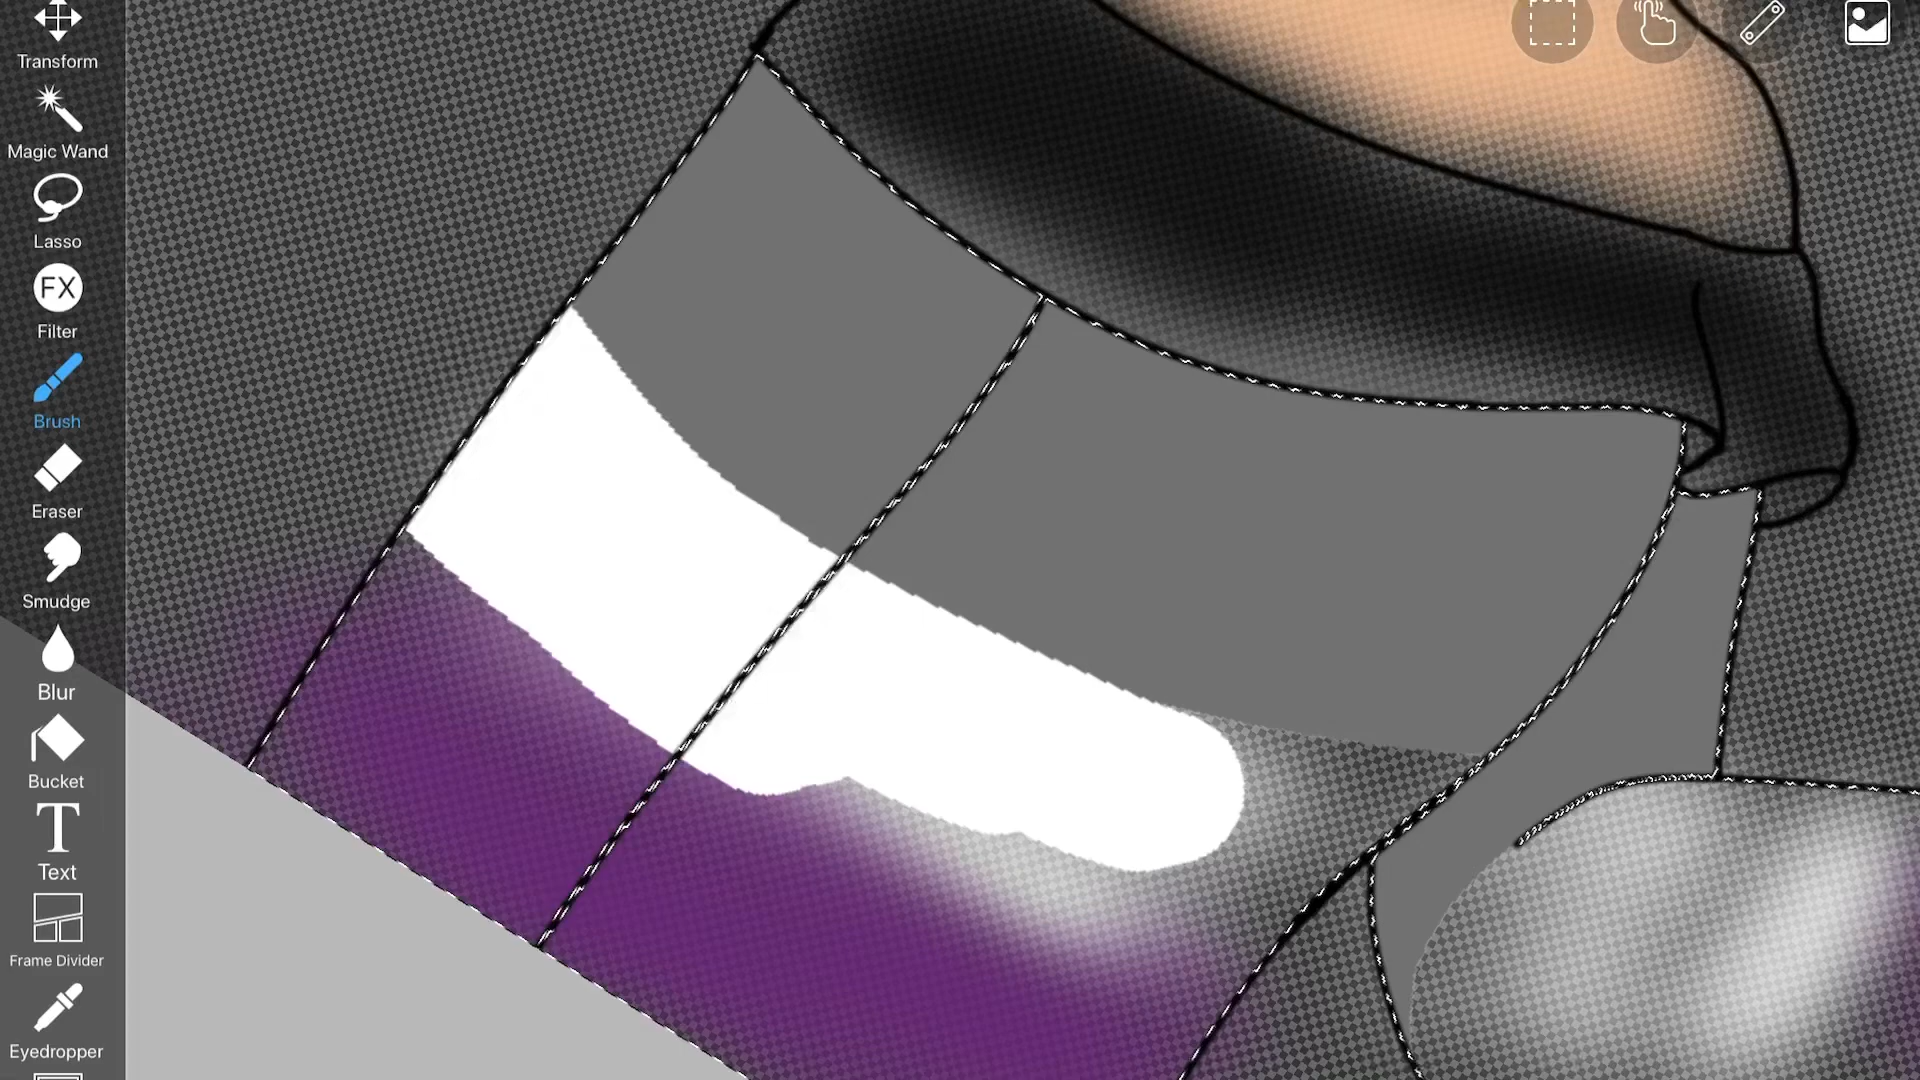 Transform
Magic Wand
Lasso
FX
Filter
Brush
Eraser
Smudge
Blur
Bucket
T
Text
Frame Divider
Eyedropper